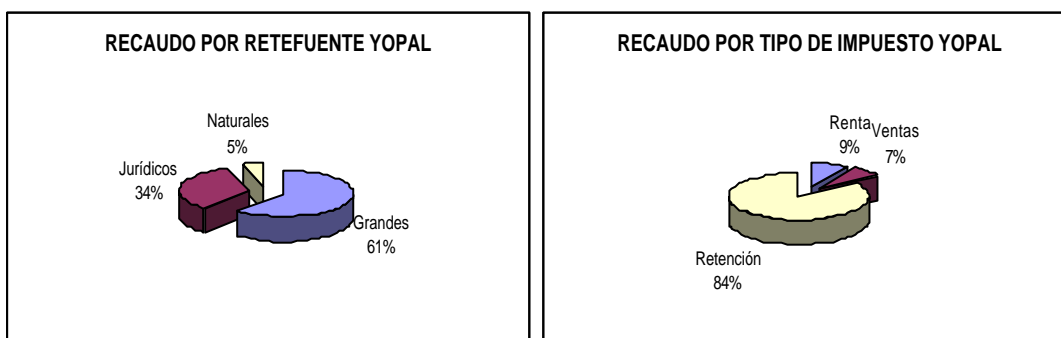 RECAUDO POR RETEFUENTE YOPAL
Naturales
5%
Jurídicos
34%
Grandes
61%
RECAUDO POR TIPO DE IMPUESTO YOPAL
Renta
9%
Ventas
7%
Retención
84%